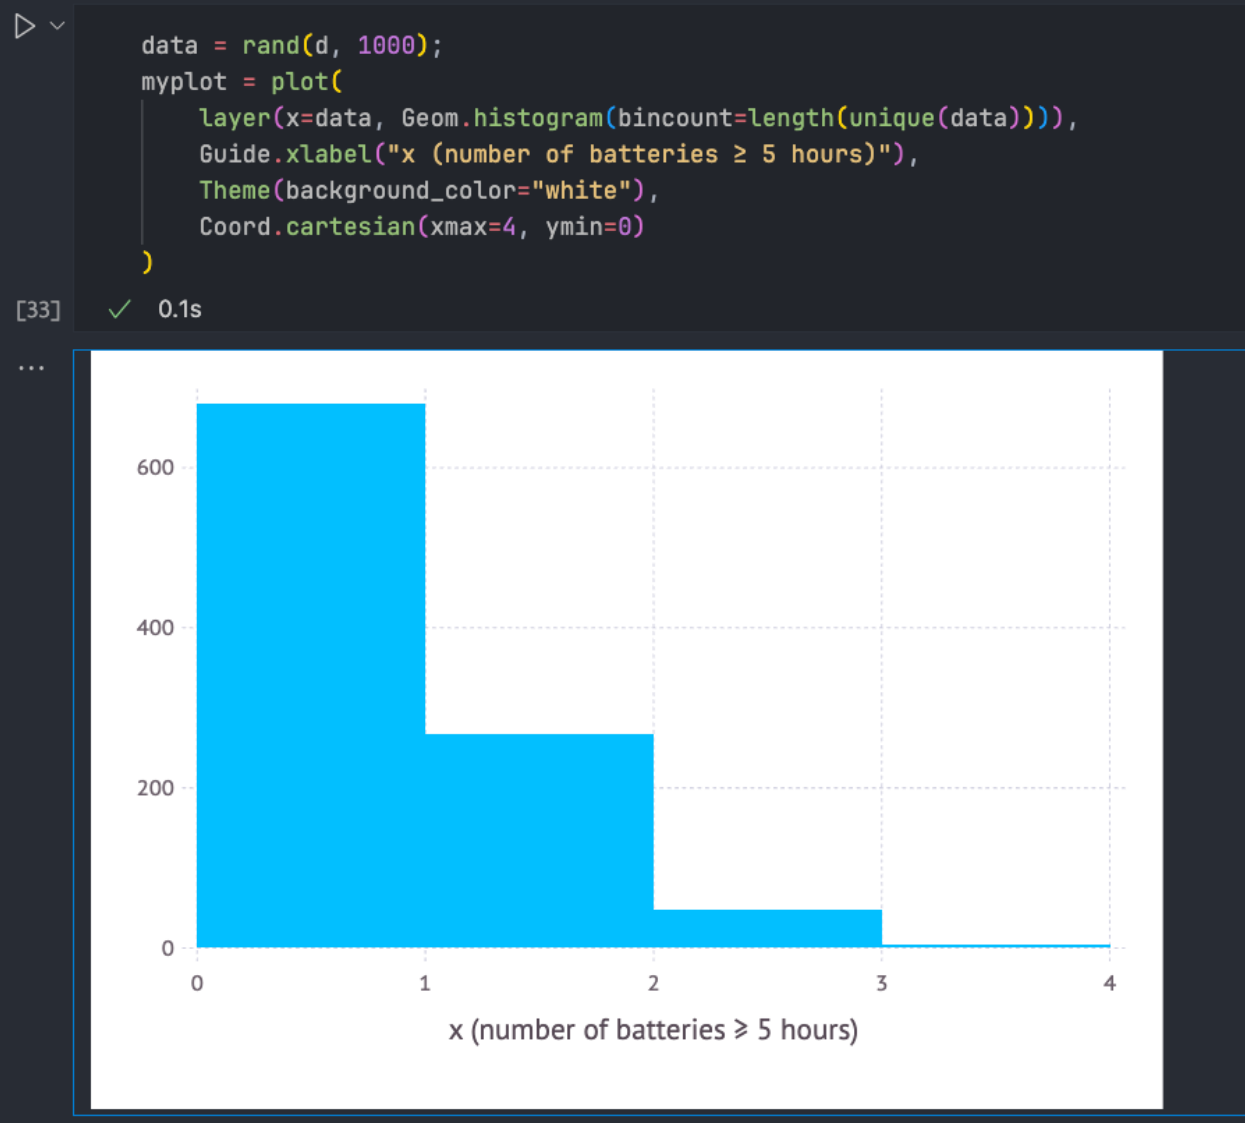 data = rand(d, 1000);
myplot = plot(
layer(x=data, Geom.histogram(bincount=length(unique(data)))),
Guide.xlabel("x (number of batteries ≥ 5 hours)"),
Theme(background_color="white"),
Coord.cartesian(xmax=4, ymin=0)
)
[33] ✓ 0.1s
...
600
400
200
0
0 1 2 3 4
x (number of batteries ≥ 5 hours)